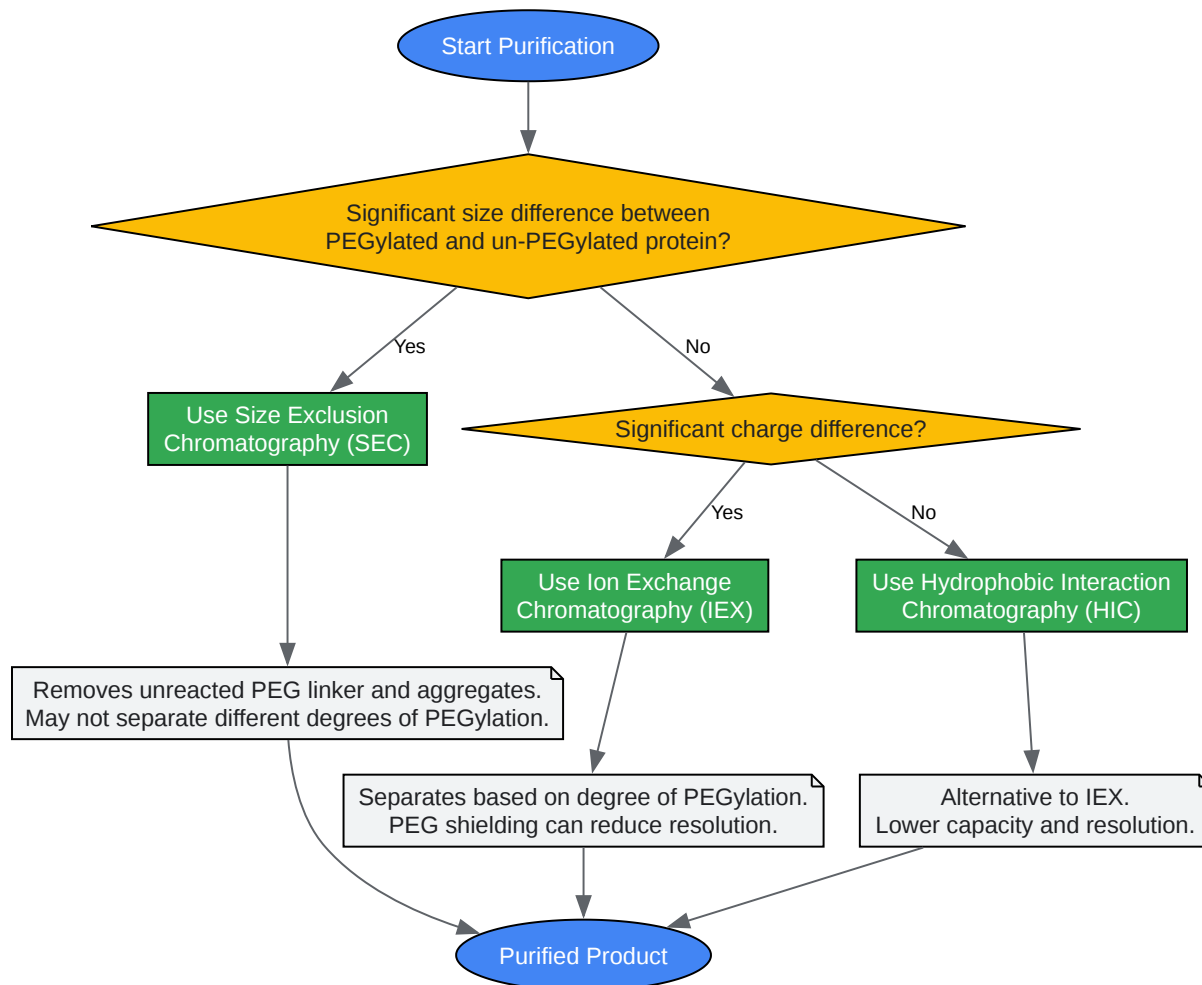 Start Purification
Significant size difference between
PEGylated and un-PEGylated protein?
Yes
No
Use Size Exclusion
Chromatography (SEC)
Significant charge difference?
Yes
No
Use Ion Exchange
Chromatography (IEX)
Use Hydrophobic Interaction
Chromatography (HIC)
Removes unreacted PEG linker and aggregates.
May not separate different degrees of PEGylation.
Separates based on degree of PEGylation.
PEG shielding can reduce resolution.
Alternative to IEX.
Lower capacity and resolution.
Purified Product